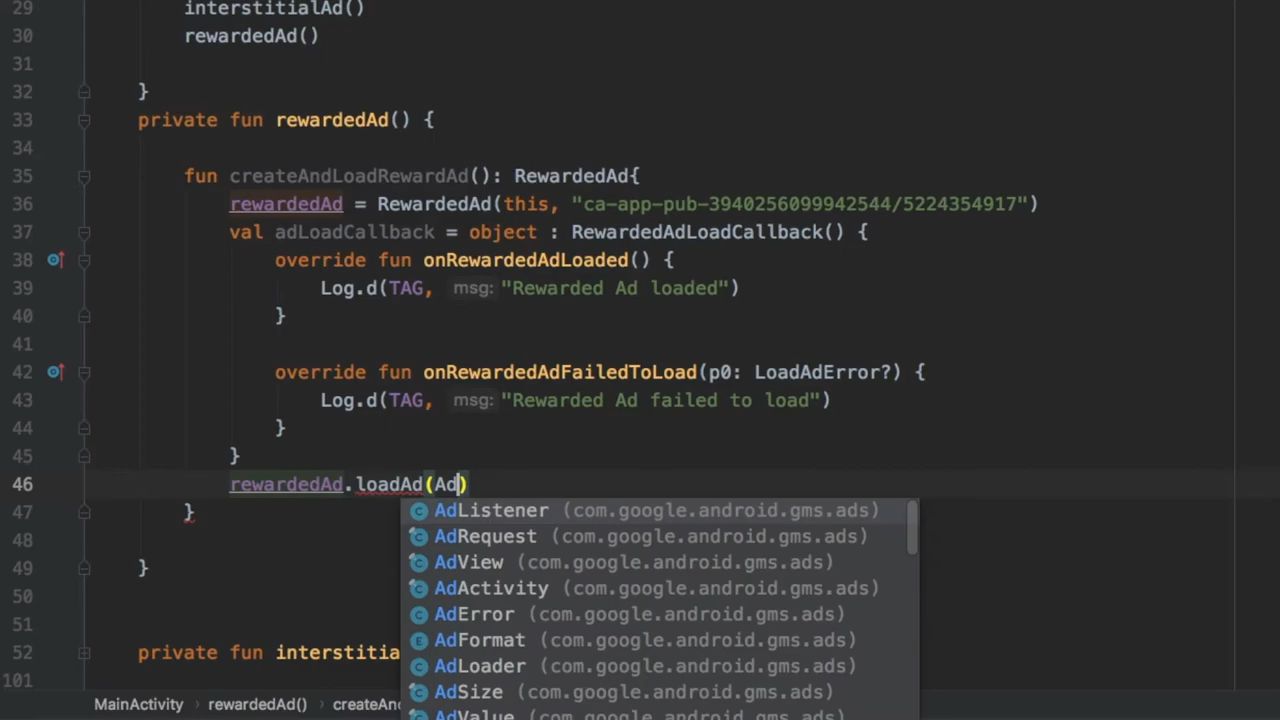 29 interstitialAd()
30 rewardedAd()
31
32 }
33 private fun rewardedAd() {
34
35 fun createAndLoadRewardAd(): RewardedAd{
36 rewardedAd = RewardedAd(this, "ca-app-pub-3940256099942544/5224354917")
37 val adLoadCallback = object : RewardedAdLoadCallback() {
38 override fun onRewardedAdLoaded() {
39 Log.d(TAG, msg: "Rewarded Ad loaded")
40 }
41
42 override fun onRewardedAdFailedToLoad(p0: LoadAdError?) {
43 Log.d(TAG, msg: "Rewarded Ad failed to load")
44 }
45 }
46 rewardedAd.loadAd(Ad)
AdListener (com.google.android.gms.ads)
47 }
AdRequest (com.google.android.gms.ads)
48
AdView (com.google.android.gms.ads)
49 }
AdActivity (com.google.android.gms.ads)
50
AdError (com.google.android.gms.ads)
51
AdFormat (com.google.android.gms.ads)
52 private fun interstitia
AdLoader (com.google.android.gms.ads)
101
AdSize (com.google.android.gms.ads)
MainActivity › rewardedAd() › createAn
AdValue (com.google.android.gms.ads)